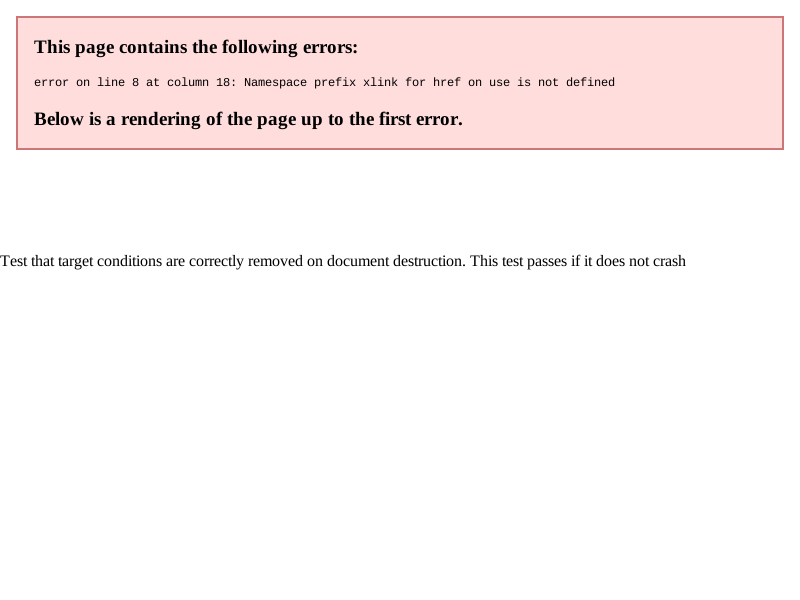 This page contains the following errors:
error on line 8 at column 18: Namespace prefix xlink for href on use is not defined
Below is a rendering of the page up to the first error.
Test that target conditions are correctly removed on document destruction. This test passes if it does not crash